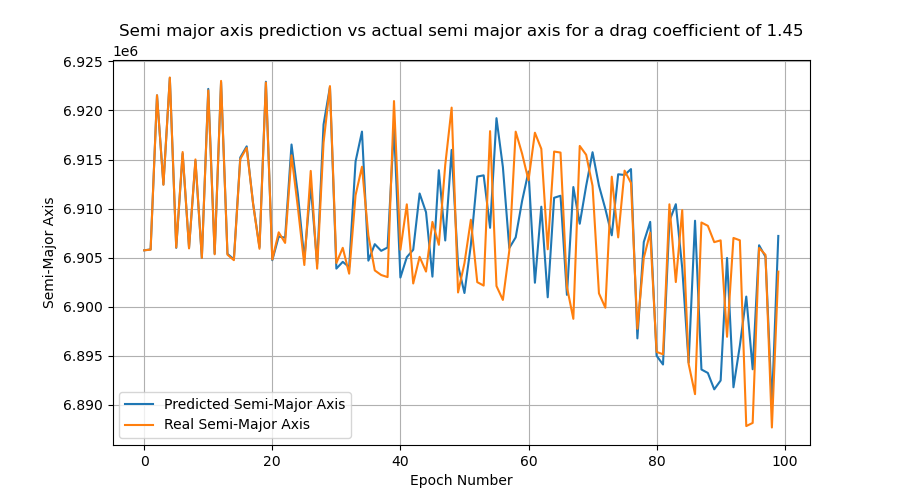 Semi major axis prediction vs actual semi major axis for a drag coefficient of 1.45
1e6
6.925
6.920
6.915
6.910
6.905
6.900
6.895
6.890
Semi-Major Axis
Predicted Semi-Major Axis
Real Semi-Major Axis
0 20 40 60 80 100
Epoch Number